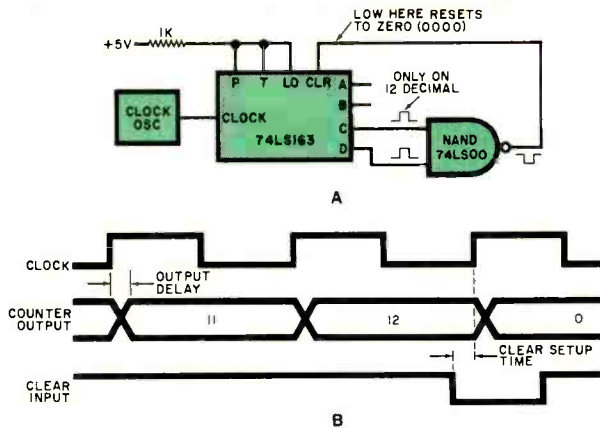 LOW HERE RESETS
TO ZERO (0000)
1K
+5V
P T LO CLR
A
B
C
D
ONLY ON
12 DECIMAL
CLOCK
OSC
CLOCK
74LS163
NAND
74LS00
A
CLOCK
OUTPUT
DELAY
COUNTER
OUTPUT
11
12
0
CLEAR SETUP
TIME
CLEAR
INPUT
B